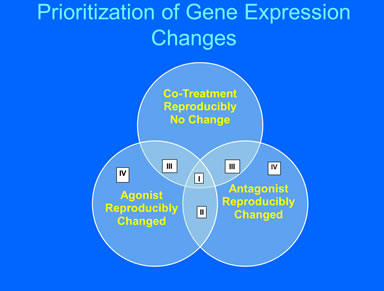 Prioritization of Gene Expression
Changes
Co-Treatment
Reproducibly
No Change
III
III
IV
IV
I
Agonist
Reproducibly
Changed
Antagonist
Reproducibly
Changed
II